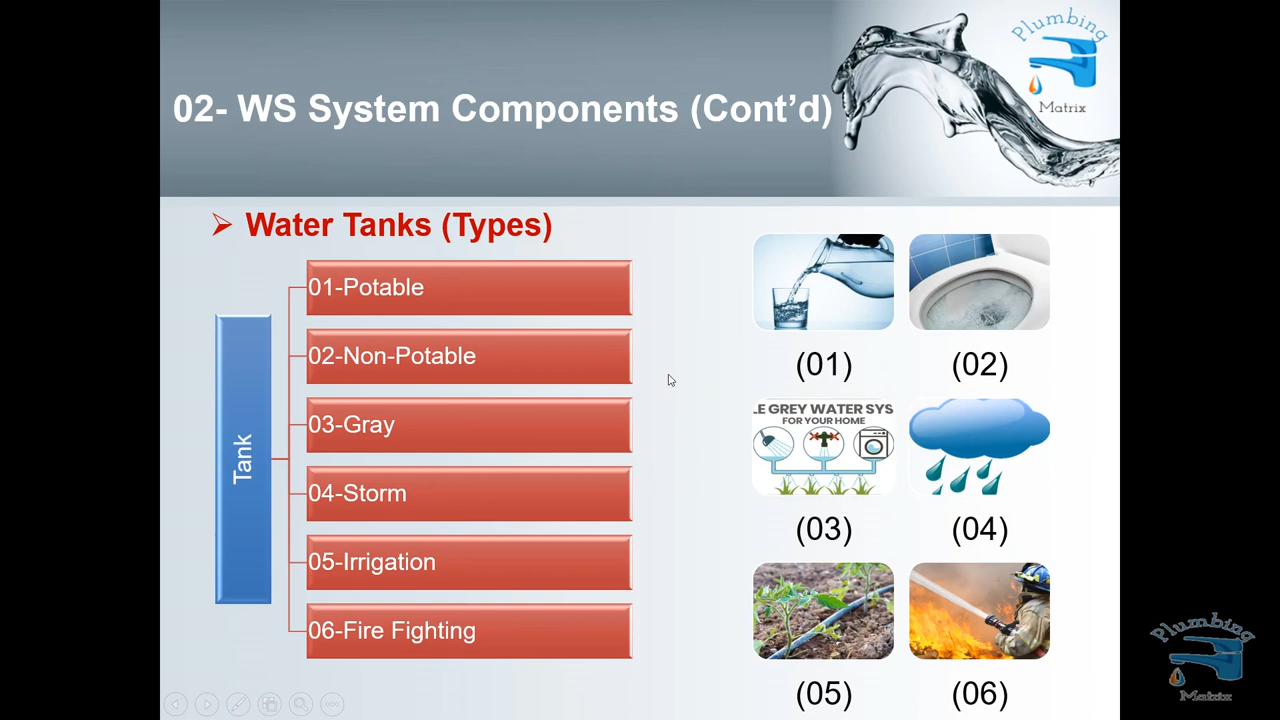 Plumbing
Matrix
02- WS System Components (Cont’d)
Water Tanks (Types)
Tank
01-Potable
02-Non-Potable
03-Gray
04-Storm
05-Irrigation
06-Fire Fighting
(01)
(02)
LE GREY WATER SYS
FOR YOUR HOME
(03)
(04)
(05)
(06)
Plumbing
Matrix